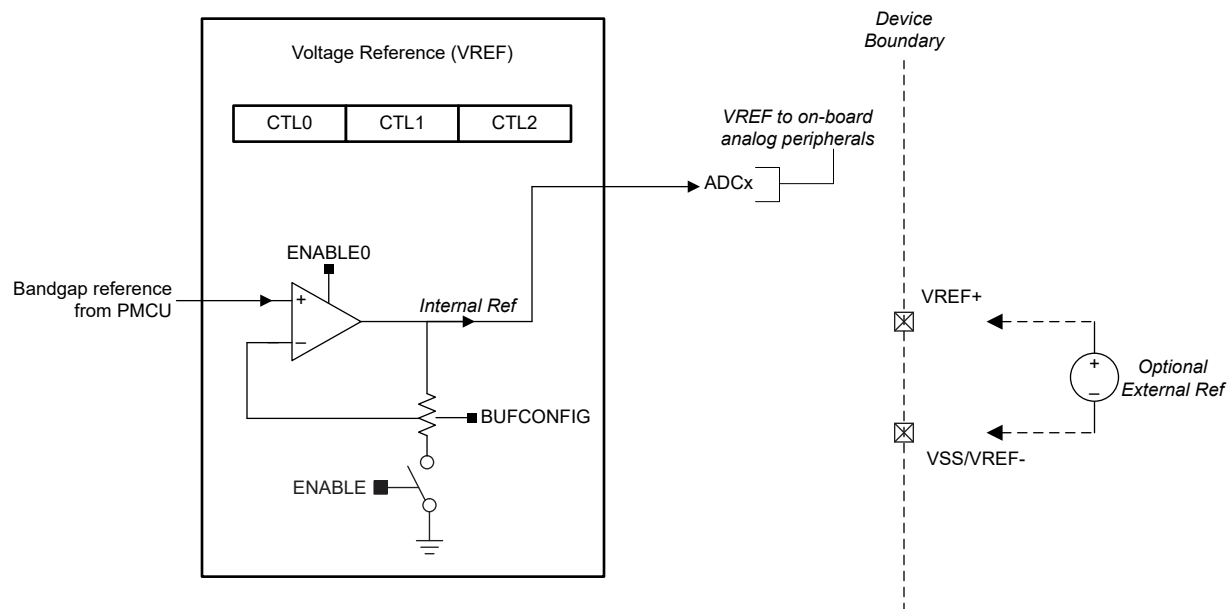 Device
Boundary
Voltage Reference (VREF)
CTL0 CTL1 CTL2
VREF to on-board
analog peripherals
ADCx
ENABLE0
Bandgap reference
from PMCU
+
−
Internal Ref
VREF+
+
−
Optional
External Ref
BUFCONFIG
VSS/VREF-
ENABLE